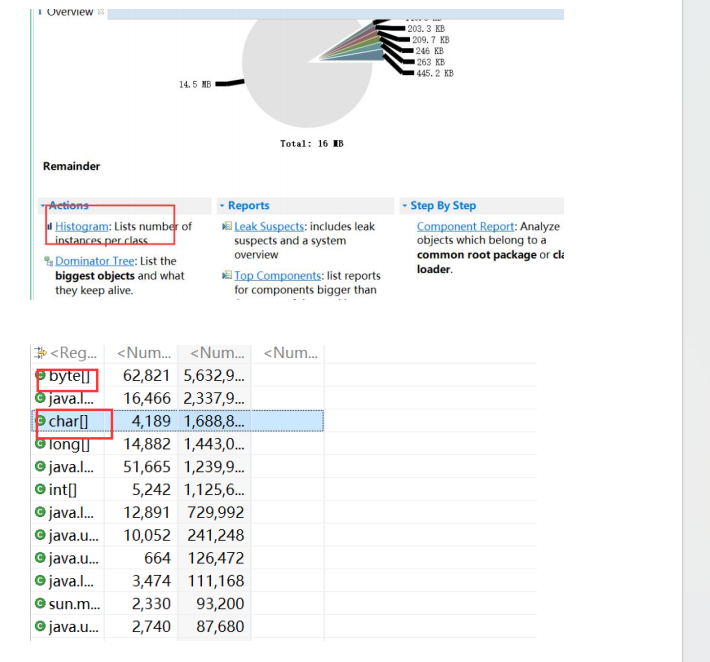 Overview
203.3 KB
209.7 KB
246 KB
263 KB
445.2 KB
14.5 MB
Total: 16 MB
Remainder
Actions
Histogram: Lists number of
instances per class
Dominator Tree: List the
biggest objects and what
they keep alive.
Reports
Leak Suspects: includes leak
suspects and a system
overview
Top Components: list reports
for components bigger than
Step By Step
Component Report: Analyze
objects which belong to a
common root package or cla
loader.
<Reg... <Num... <Num... <Num...
byte[] 62,821 5,632,9...
java.l... 16,466 2,337,9...
char[] 4,189 1,688,8...
long[] 14,882 1,443,0...
java.l... 51,665 1,239,9...
int[] 5,242 1,125,6...
java.l... 12,891 729,992
java.u... 10,052 241,248
java.u... 664 126,472
java.l... 3,474 111,168
sun.m... 2,330 93,200
java.u... 2,740 87,680